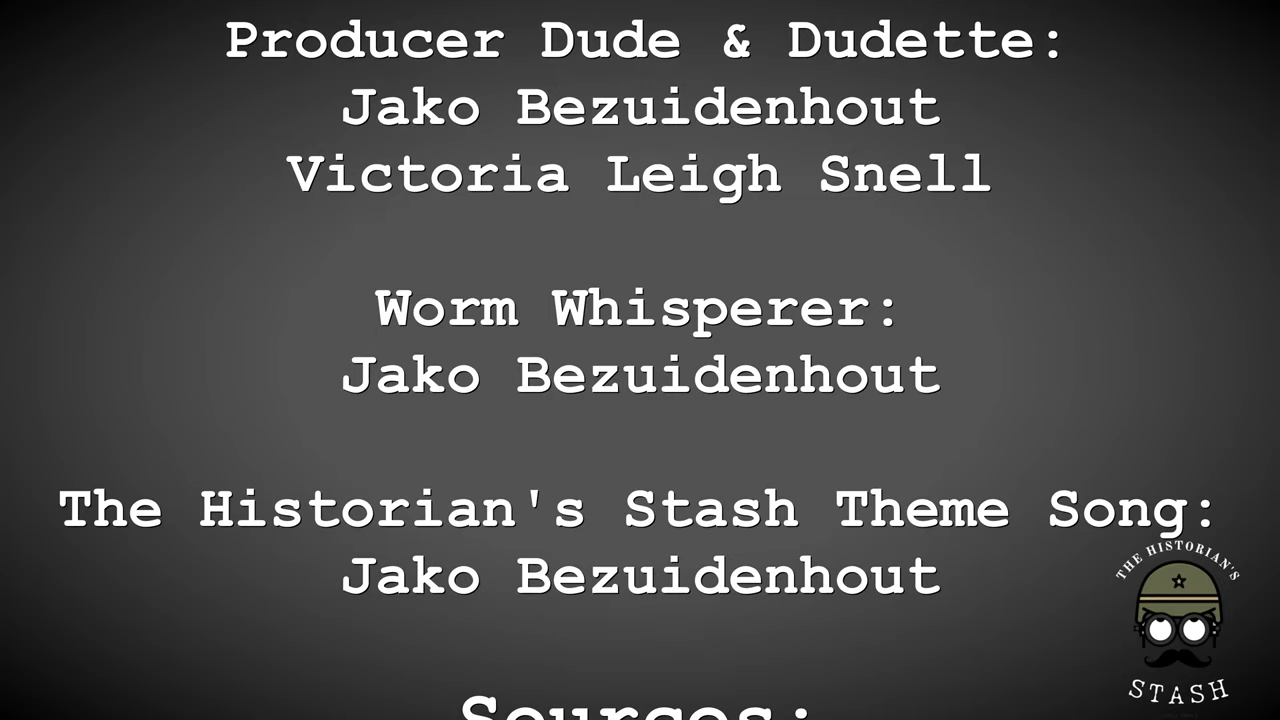 Producer Dude & Dudette:
Jako Bezuidenhout
Victoria Leigh Snell
Worm Whisperer:
Jako Bezuidenhout
The Historian's Stash Theme Song:
Jako Bezuidenhout
THE HISTORIAN'S
STASH
Sources: